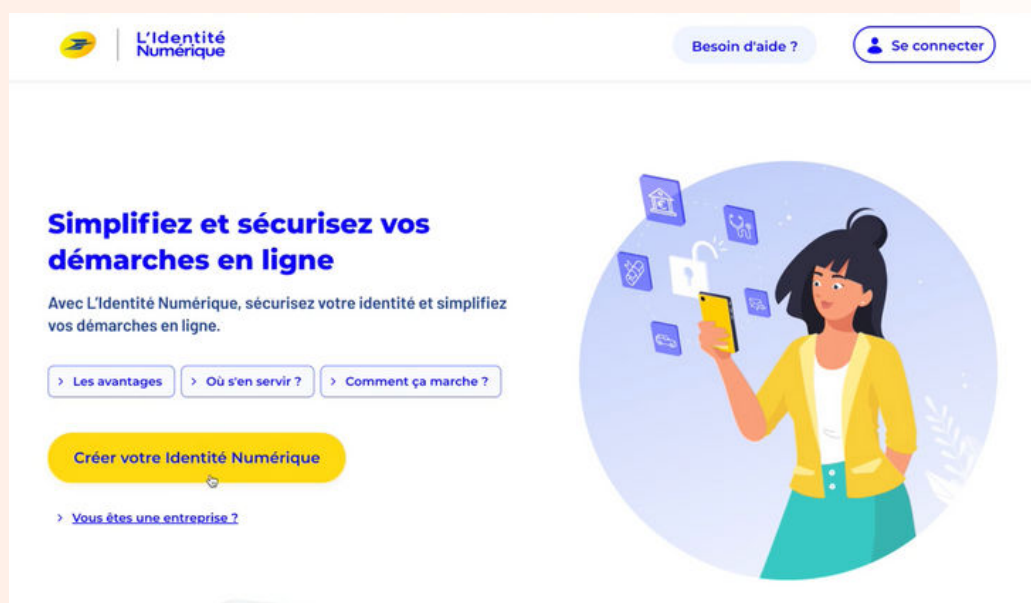 L'Identité
Numérique
Besoin d'aide ?
Se connecter
Simplifiez et sécurisez vos
démarches en ligne
Avec L'Identité Numérique, sécurisez votre identité et simplifiez
vos démarches en ligne.
> Les avantages > Où s'en servir ? > Comment ça marche ?
Créer votre Identité Numérique
> Vous êtes une entreprise ?